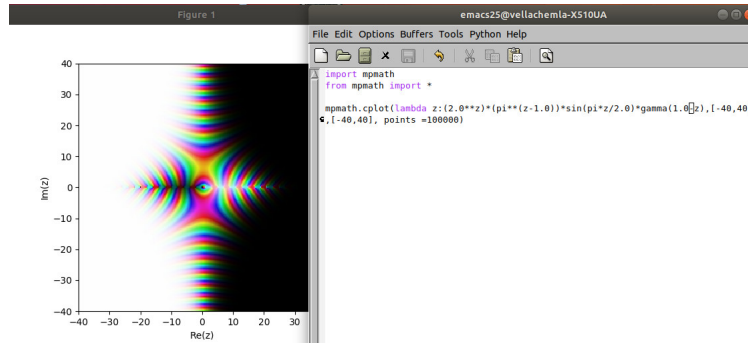 Figure 1
emacs25@vellachemla-X510UA
File Edit Options Buffers Tools Python Help
import mpmath
from mpmath import *
mpmath.cplot(lambda z:(2.0**z)*(pi**(z-1.0))*sin(pi*z/2.0)*gamma(1.0-z),[-40,40
,[-40,40], points =100000)
40
30
20
10
0
−10
−20
−30
−40
Im(z)
−40 −30 −20 −10 0 10 20 30
Re(z)